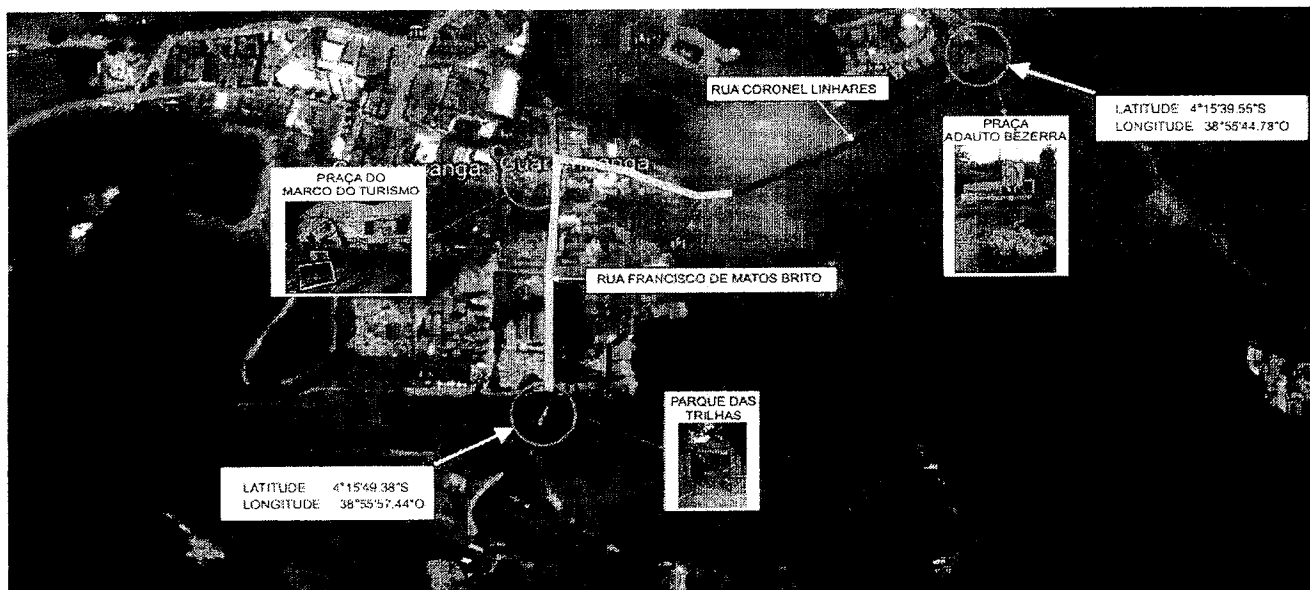 RUA CORONEL LINHARES
LATITUDE 4°15'39.55"S
LONGITUDE 38°55'44.78"O
PRAÇA
ADAUTO BEZERRA
Guaramiranga
PRAÇA DO
MARCO DO TURISMO
RUA FRANCISCO DE MATOS BRITO
PARQUE DAS
TRILHAS
LATITUDE 4°15'49.38"S
LONGITUDE 38°55'57.44"O